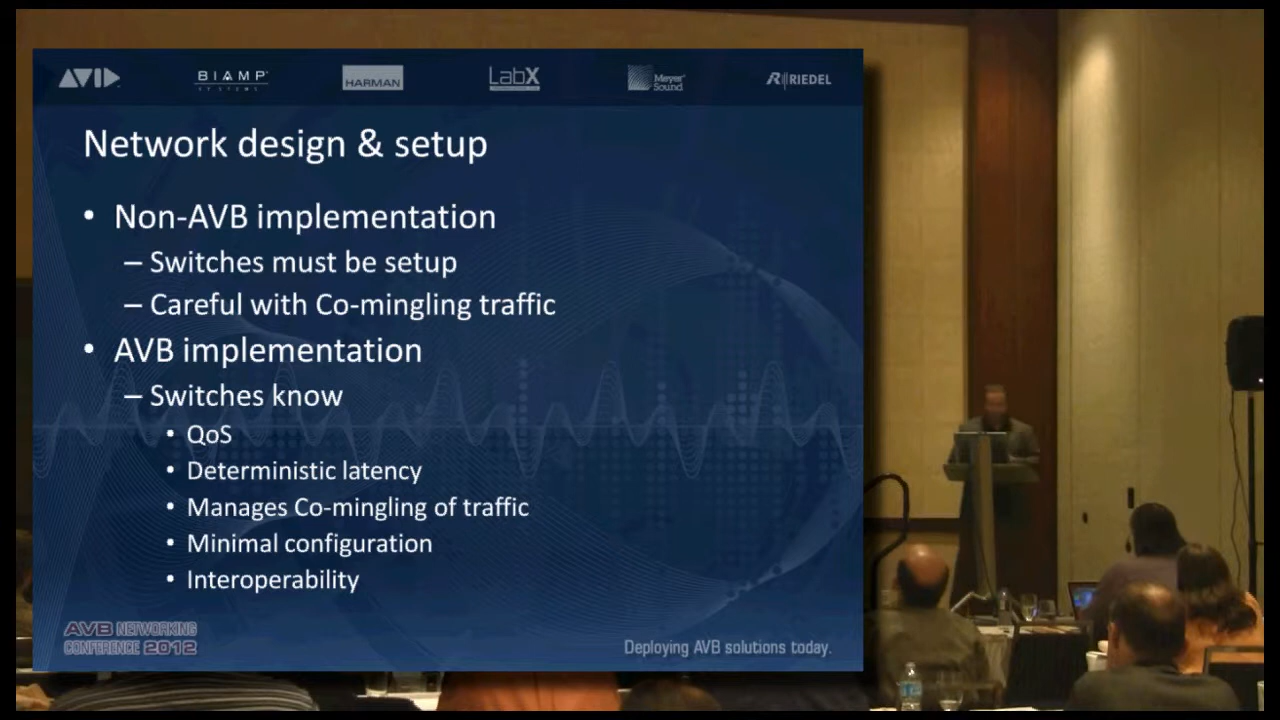 AVID
BIAMP
SYSTEMS
HARMAN
LabX
Meyer
Sound
RIEDEL
Network design & setup
• Non-AVB implementation
– Switches must be setup
– Careful with Co-mingling traffic
• AVB implementation
– Switches know
• QoS
• Deterministic latency
• Manages Co-mingling of traffic
• Minimal configuration
• Interoperability
AVB NETWORKING
CONFERENCE 2012
Deploying AVB solutions today.